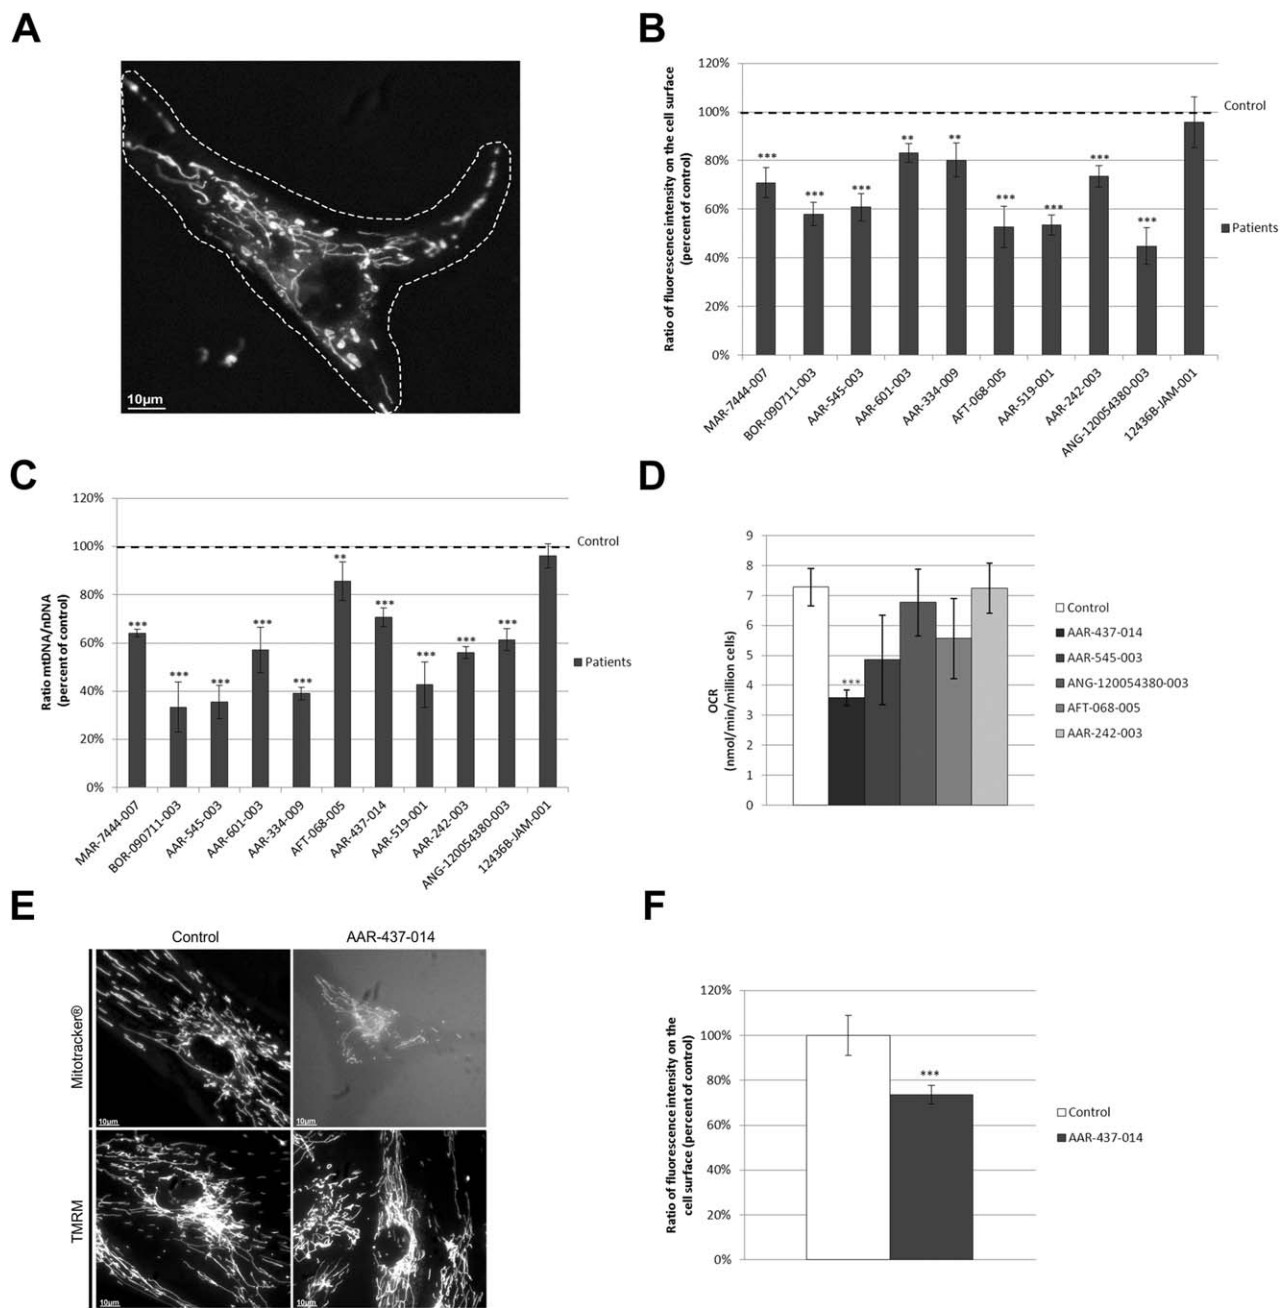 A
10µm
B
Ratio of fluorescence intensity on the cell surface
(percent of control)
120%
100%
80%
60%
40%
20%
0%
***
***
***
**
**
***
***
***
***
Control
Patients
MAR-7444-007
BOR-090711-003
AAR-545-003
AAR-601-003
AAR-334-009
AFT-068-005
AAR-519-001
AAR-242-003
ANG-120054380-003
12436B-JAM-001
C
Ratio mtDNA/nDNA
(percent of control)
120%
100%
80%
60%
40%
20%
0%
***
***
***
***
***
**
***
***
***
***
Control
Patients
MAR-7444-007
BOR-090711-003
AAR-545-003
AAR-601-003
AAR-334-009
AFT-068-005
AAR-437-014
AAR-519-001
AAR-242-003
ANG-120054380-003
12436B-JAM-001
D
OCR
(nmol/min/million cells)
9
8
7
6
5
4
3
2
1
0
***
Control
AAR-437-014
AAR-545-003
ANG-120054380-003
AFT-068-005
AAR-242-003
E
Control
AAR-437-014
Mitotracker®
10µm
10µm
TMRM
10µm
10µm
F
Ratio of fluorescence intensity on the
cell surface (percent of control)
120%
100%
80%
60%
40%
20%
0%
***
Control
AAR-437-014